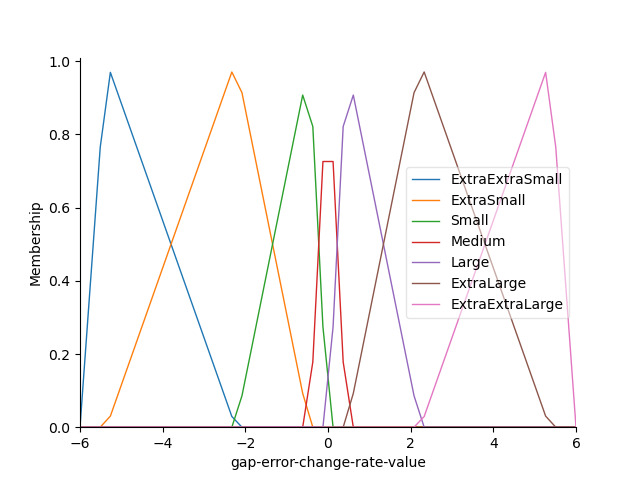 1.0
0.8
0.6
0.4
0.2
0.0
Membership
ExtraExtraSmall
ExtraSmall
Small
Medium
Large
ExtraLarge
ExtraExtraLarge
−6 −4 −2 0 2 4 6
gap-error-change-rate-value